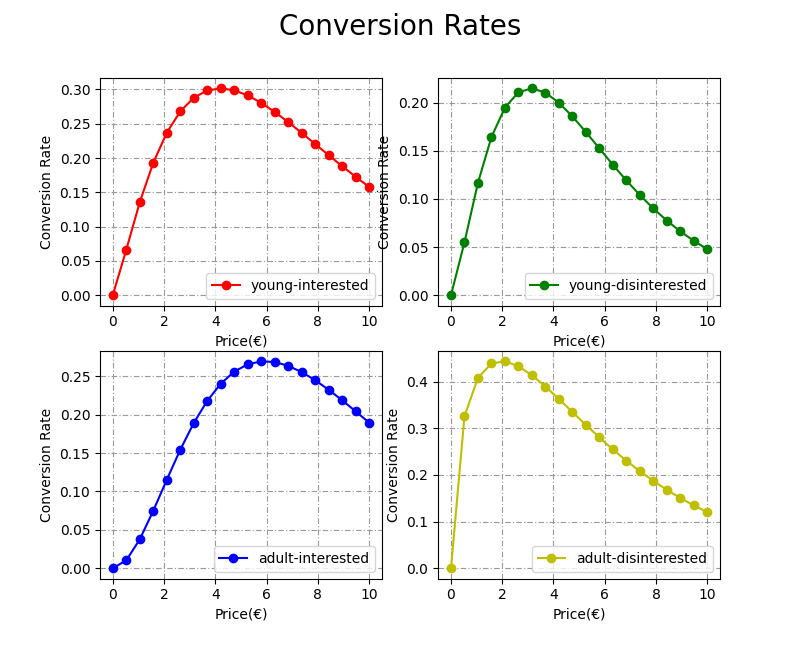 Conversion Rates
0.30
0.25
0.20
0.15
0.10
0.05
0.00
Conversion Rate
0 2 4 6 8 10
Price(€)
young-interested
0.20
0.15
0.10
0.05
0.00
Conversion Rate
0 2 4 6 8 10
Price(€)
young-disinterested
0.25
0.20
0.15
0.10
0.05
0.00
Conversion Rate
0 2 4 6 8 10
Price(€)
adult-interested
0.4
0.3
0.2
0.1
0.0
Conversion Rate
0 2 4 6 8 10
Price(€)
adult-disinterested